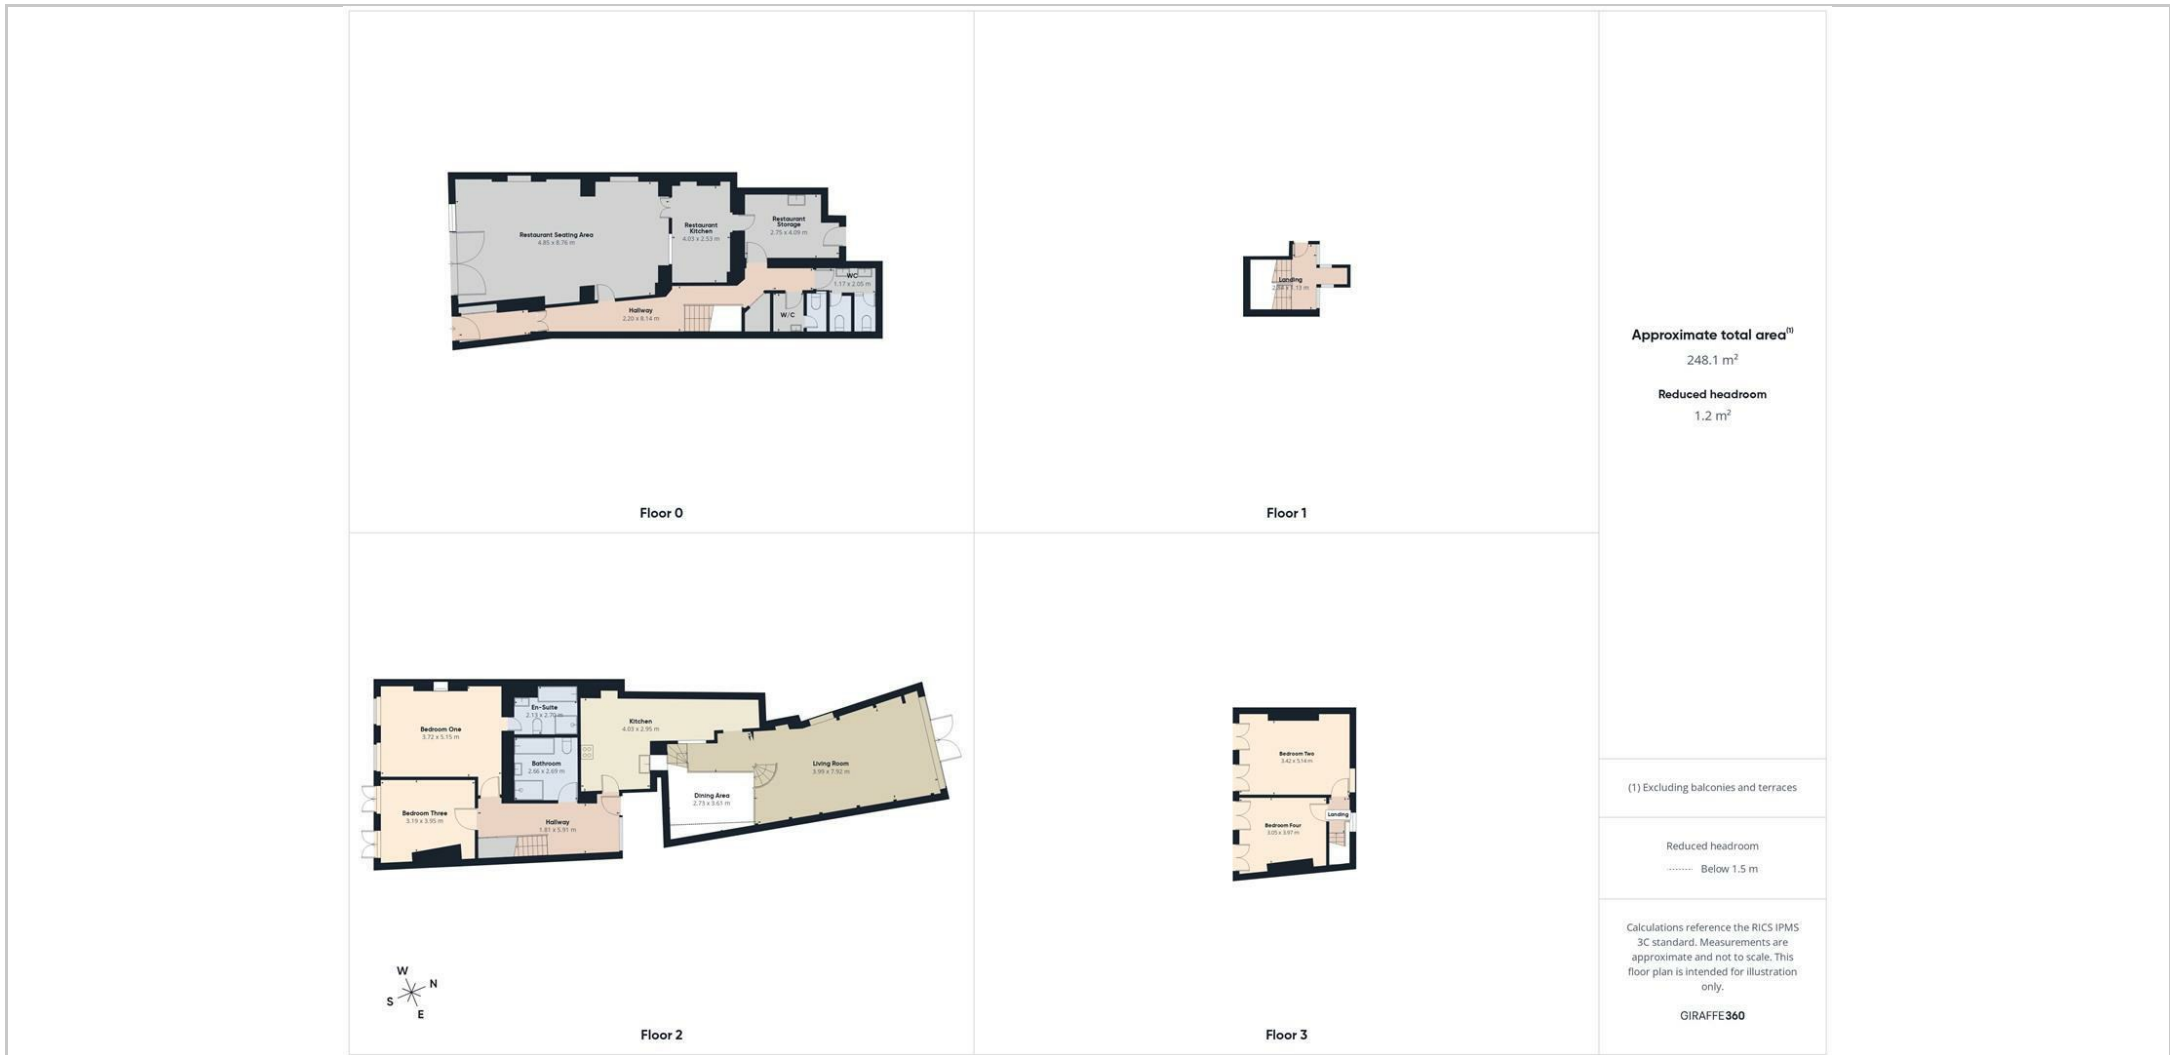 Restaurant Seating Area
4.85 x 8.76 m
Restaurant
Kitchen
4.03 x 2.53 m
Restaurant
Storage
2.75 x 4.09 m
WC
1.17 x 2.05 m
W/C
Hallway
2.20 x 8.14 m
Floor 0
Landing
x 1.13 m
Floor 1
Approximate total area(1)
248.1 m²
Reduced headroom
1.2 m²
Bedroom One
3.72 x 5.15 m
En-Suite
2.13 x 2.70 m
Kitchen
4.03 x 2.95 m
Bathroom
2.66 x 2.69 m
Living Room
3.99 x 7.92 m
Dining Area
2.73 x 3.61 m
Bedroom Three
3.19 x 3.95 m
Hallway
1.81 x 5.91 m
W
N
S
E
Floor 2
Bedroom Two
3.42 x 5.14 m
Landing
Bedroom Four
3.05 x 3.97 m
Floor 3
(1) Excluding balconies and terraces
Reduced headroom
Below 1.5 m
Calculations reference the RICS IPMS
3C standard. Measurements are
approximate and not to scale. This
floor plan is intended for illustration
only.
GIRAFFE360